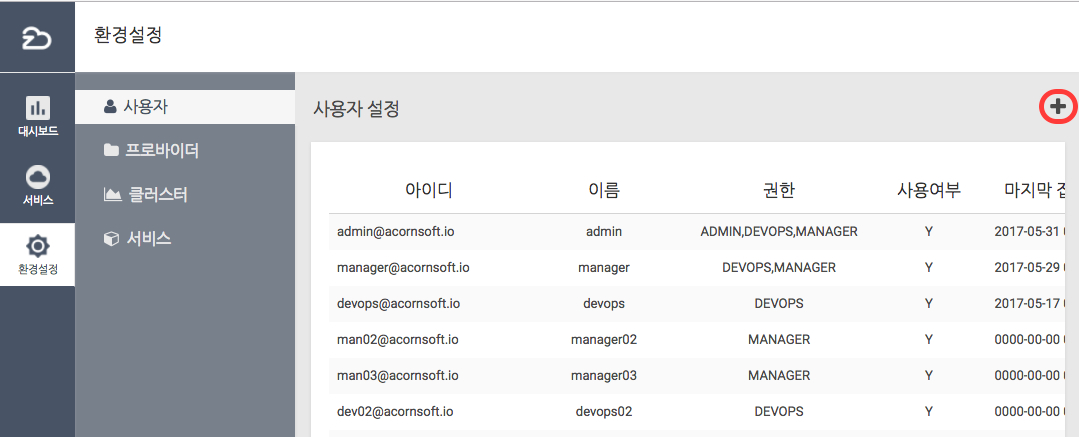 환경설정
대시보드
서비스
환경설정
사용자
프로바이더
클러스터
서비스
사용자 설정
아이디 이름 권한 사용여부 마지막
admin@acornsoft.io admin ADMIN,DEVOPS,MANAGER Y 2017-05-31
manager@acornsoft.io manager DEVOPS,MANAGER Y 2017-05-29
devops@acornsoft.io devops DEVOPS Y 2017-05-17
man02@acornsoft.io manager02 MANAGER Y 0000-00-00
man03@acornsoft.io manager03 MANAGER Y 0000-00-00
dev02@acornsoft.io devops02 DEVOPS Y 0000-00-00